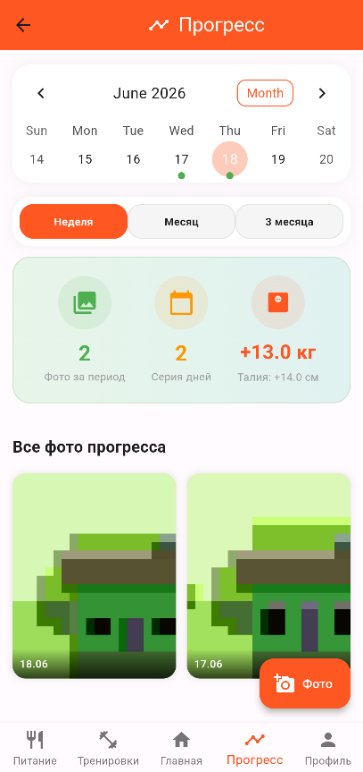 Прогресс
June 2026
Month
Sun Mon Tue Wed Thu Fri Sat
14 15 16 17 18 19 20
Неделя Месяц 3 месяца
2 2 +13.0 кг
Фото за период Серия дней Талия: +14.0 см
Все фото прогресса
18.06 17.06
Фото
Питание Тренировки Главная Прогресс Профиль